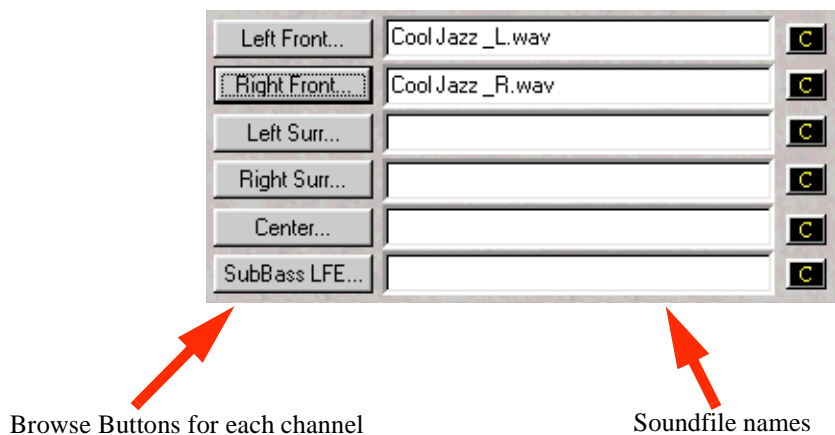 Left Front... Cool Jazz _L.wav C
Right Front... Cool Jazz _R.wav C
Left Surr... C
Right Surr... C
Center... C
SubBass LFE... C
Browse Buttons for each channel Soundfile names